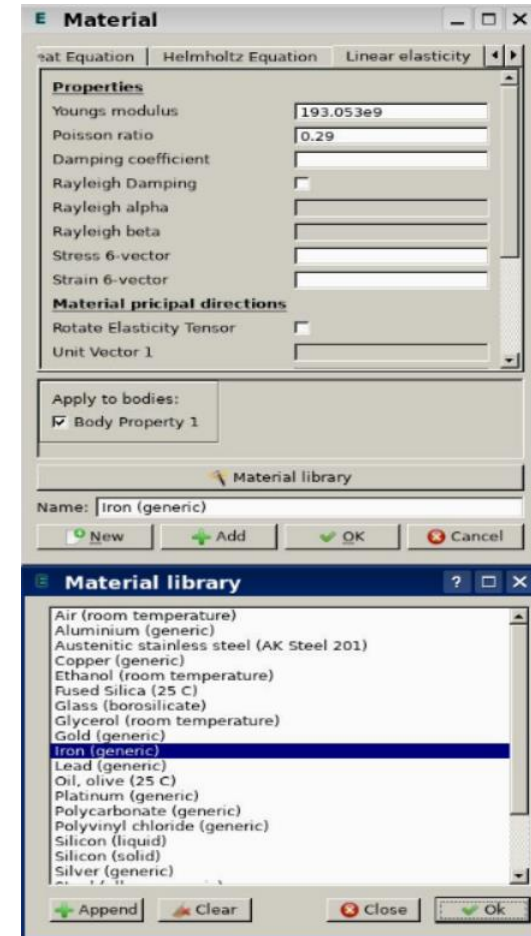 E Material
eat Equation Helmholtz Equation Linear elasticity
Properties
Youngs modulus 193.053e9
Poisson ratio 0.29
Damping coefficient
Rayleigh Damping
Rayleigh alpha
Rayleigh beta
Stress 6-vector
Strain 6-vector
Material pricipal directions
Rotate Elasticity Tensor
Unit Vector 1
Apply to bodies:
Body Property 1
Material library
Name: Iron (generic)
New Add OK Cancel
E Material library ?
Air (room temperature)
Aluminium (generic)
Austenitic stainless steel (AK Steel 201)
Copper (generic)
Ethanol (room temperature)
Fused Silica (25 C)
Glass (borosilicate)
Glycerol (room temperature)
Gold (generic)
Iron (generic)
Lead (generic)
Oil, olive (25 C)
Platinum (generic)
Polycarbonate (generic)
Polyvinyl chloride (generic)
Silicon (liquid)
Silicon (solid)
Silver (generic)
Append Clear Close Ok